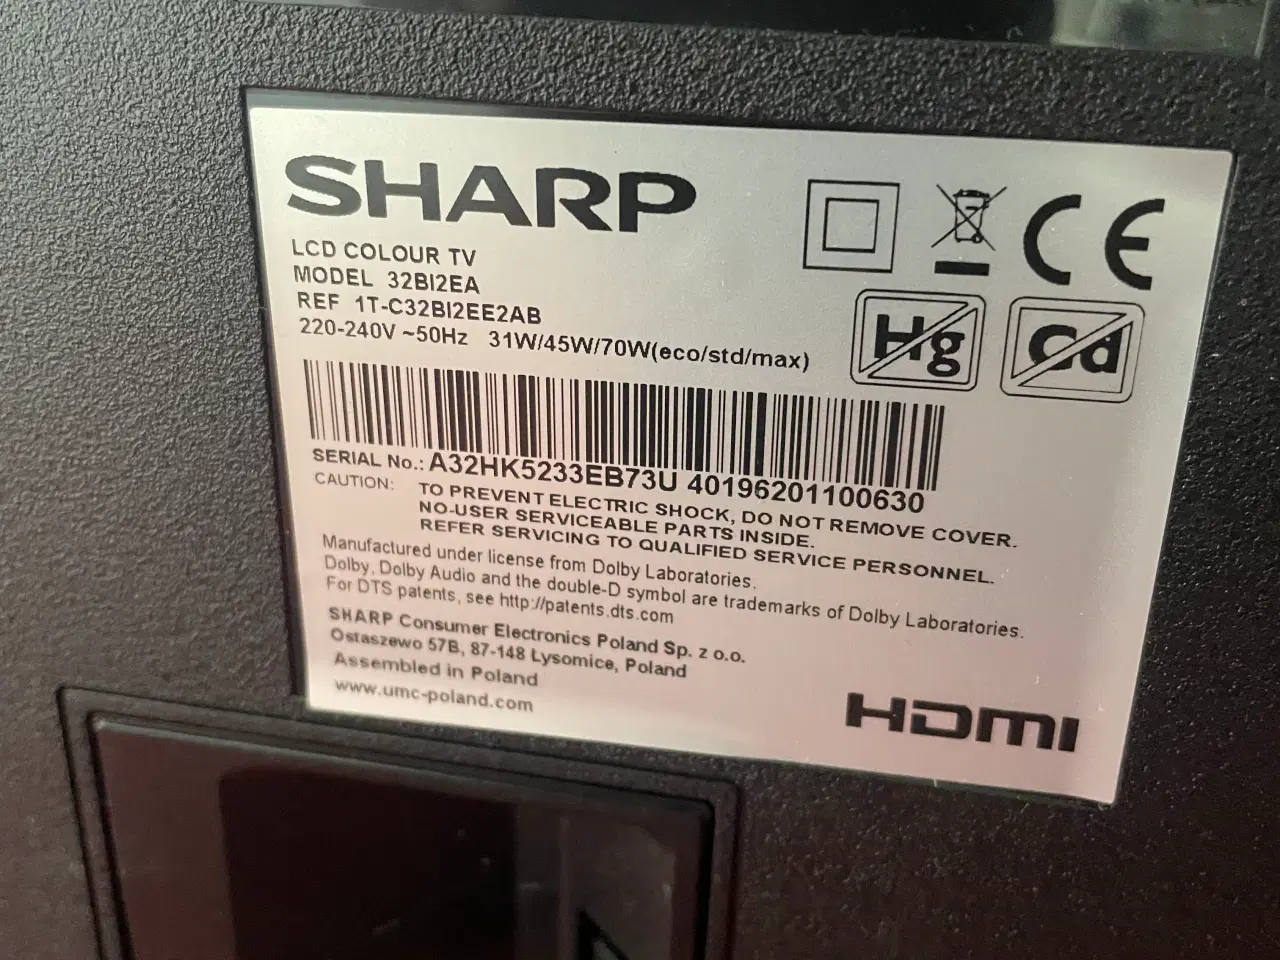 SHARP
LCD COLOUR TV
MODEL 32BI2EA
REF 1T-C32BI2EE2AB
220-240V ~50Hz 31W/45W/70W(eco/std/max)
CE
Hg
Cd
SERIAL No.: A32HK5233EB73U 40196201100630
CAUTION: TO PREVENT ELECTRIC SHOCK, DO NOT REMOVE COVER.
NO-USER SERVICEABLE PARTS INSIDE.
REFER SERVICING TO QUALIFIED SERVICE PERSONNEL.
Manufactured under license from Dolby Laboratories.
Dolby, Dolby Audio and the double-D symbol are trademarks of Dolby Laboratories.
For DTS patents, see http://patents.dts.com
SHARP Consumer Electronics Poland Sp. z o.o.
Ostaszewo 57B, 87-148 Lysomice, Poland
Assembled in Poland
www.umc-poland.com
HDMI